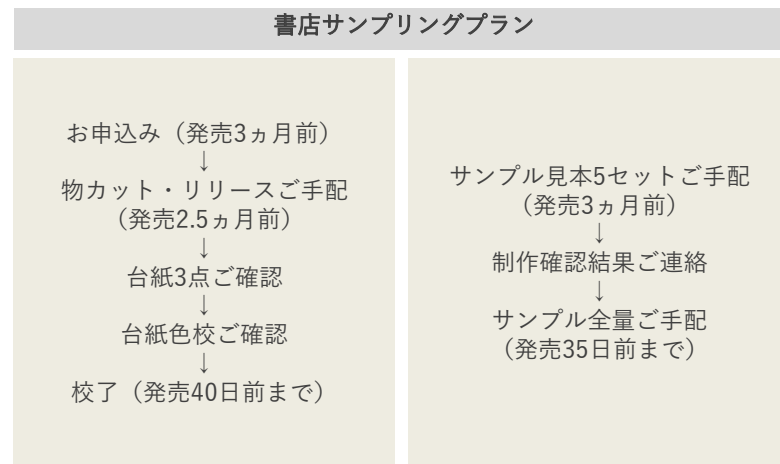 書店サンプリングプラン
お申込み（発売3ヵ月前）
↓
物カット・リリースご手配
（発売2.5ヵ月前）
↓
台紙3点ご確認
↓
台紙色校ご確認
↓
校了（発売40日前まで）
サンプル見本5セットご手配
（発売3ヵ月前）
↓
制作確認結果ご連絡
↓
サンプル全量ご手配
（発売35日前まで）